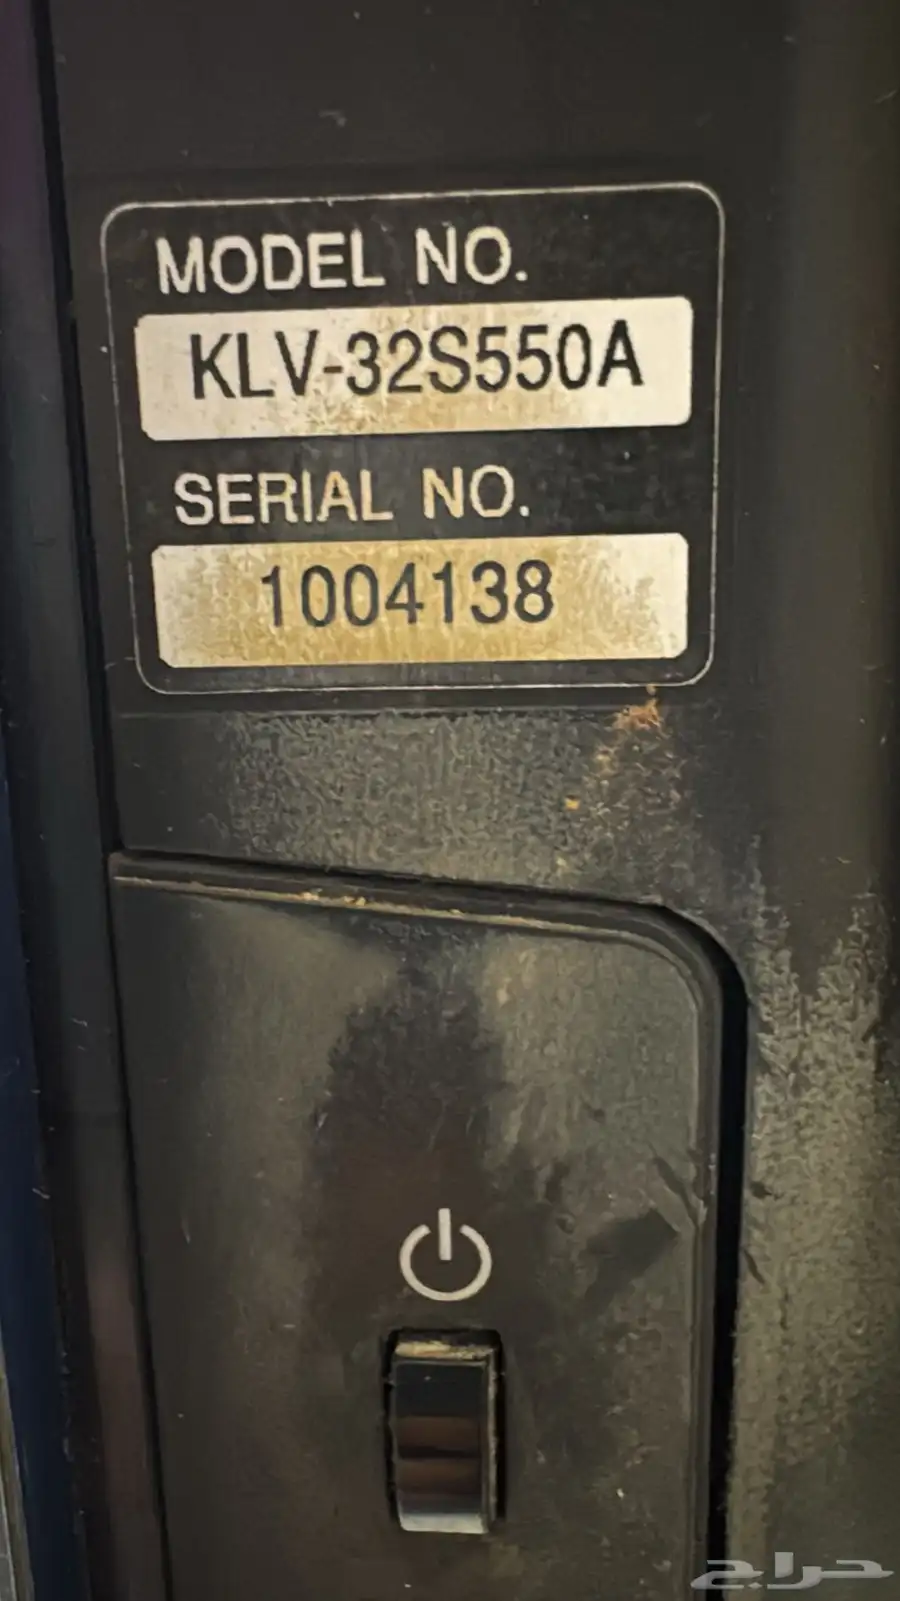 MODEL NO.
KLV-32S550A
SERIAL NO.
1004138
حراج